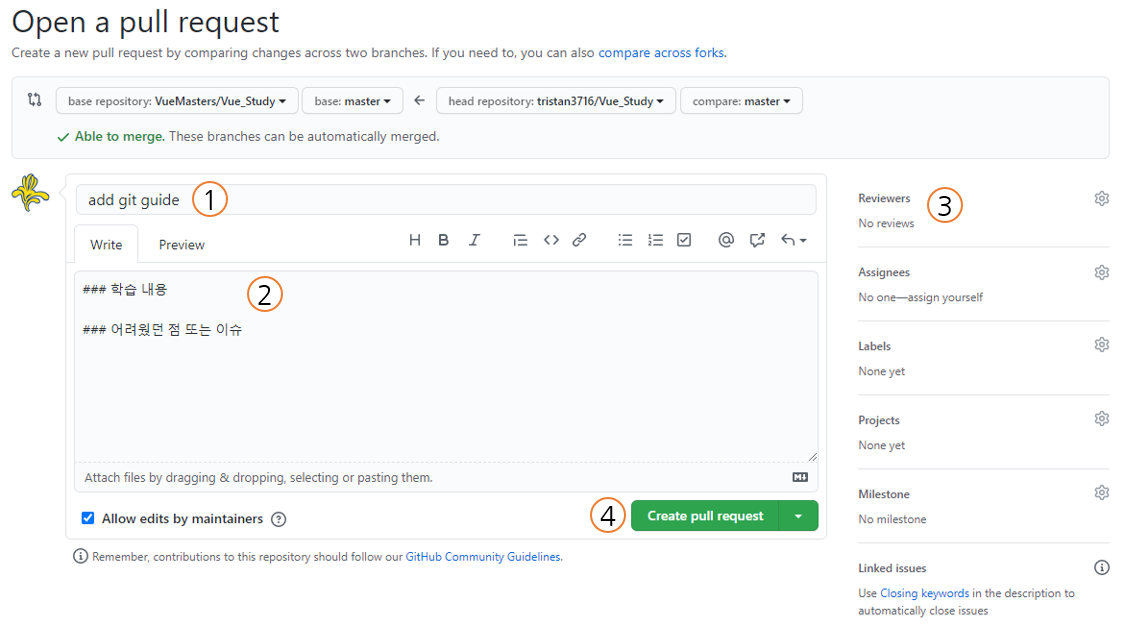 Open a pull request
Create a new pull request by comparing changes across two branches. If you need to, you can also compare across forks.
base repository: VueMasters/Vue_Study base: master ← head repository: tristan3716/Vue_Study compare: master
Able to merge. These branches can be automatically merged.
add git guide 1
Write Preview
### 학습 내용 2
### 어려웠던 점 또는 이슈
Attach files by dragging & dropping, selecting or pasting them.
Allow edits by maintainers
4 Create pull request
Remember, contributions to this repository should follow our GitHub Community Guidelines.
Reviewers 3
No reviews
Assignees
No one—assign yourself
Labels
None yet
Projects
None yet
Milestone
No milestone
Linked issues
Use Closing keywords in the description to
automatically close issues